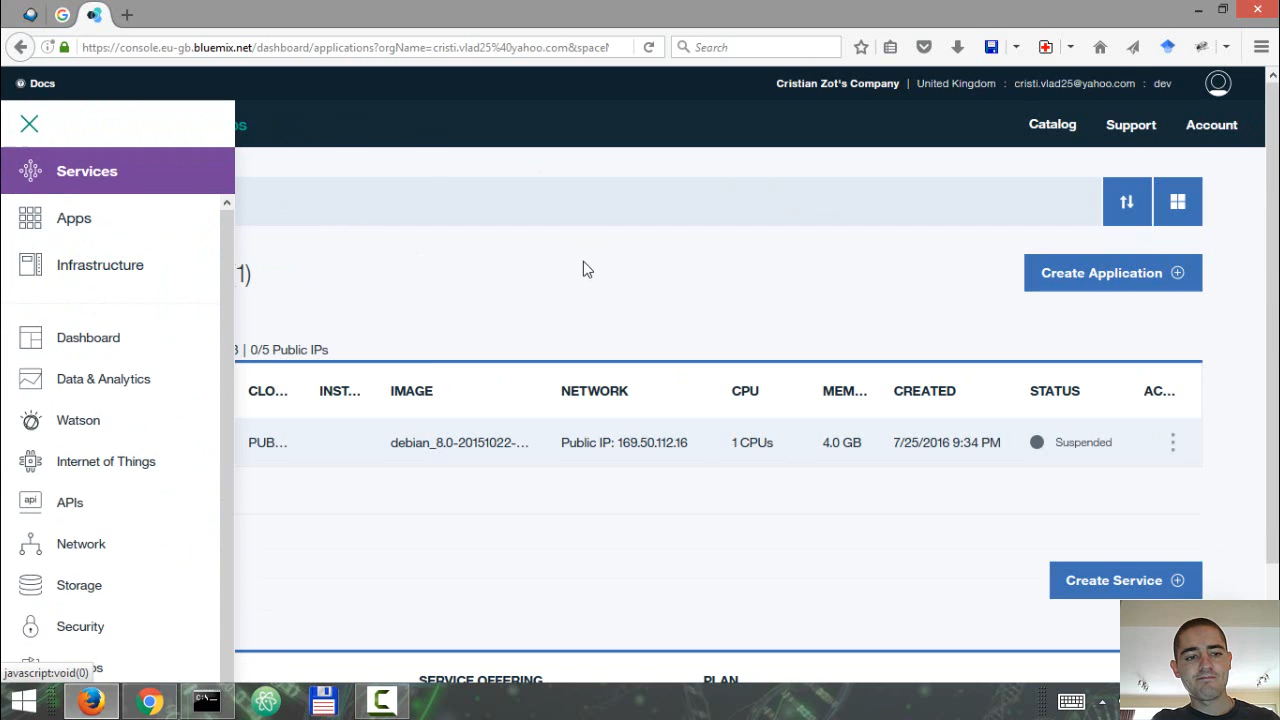 https://console.eu-gb.bluemix.net/dashboard/applications?orgName=cristi.vlad25%40yahoo.com&space
Search
Docs
Cristian Zot's Company | United Kingdom : cristi.vlad25@yahoo.com : dev
Catalog Support Account
Services
Apps
Infrastructure
(1)
Create Application
Dashboard
| 0/5 Public IPs
Data & Analytics
CLO... INST... IMAGE NETWORK CPU MEM... CREATED STATUS AC...
Watson
PUB... debian_8.0-20151022-... Public IP: 169.50.112.16 1 CPUs 4.0 GB 7/25/2016 9:34 PM Suspended
Internet of Things
api
APIs
Network
Storage
Create Service
Security
javascript:void(0)
SERVICE OFFERING PLAN
C:\